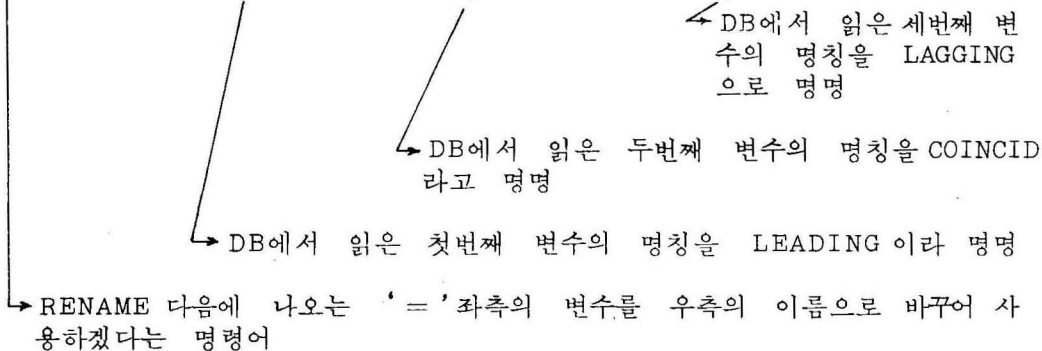 DB에서 읽은 세번째 변
수의 명칭을 LAGGING
으로 명명
DB에서 읽은 두번째 변수의 명칭을 COINCID
라고 명명
DB에서 읽은 첫번째 변수의 명칭을 LEADING 이라 명명
RENAME 다음에 나오는 ‘=’ 좌측의 변수를 우측의 이름으로 바꾸어 사
용하겠다는 명령어